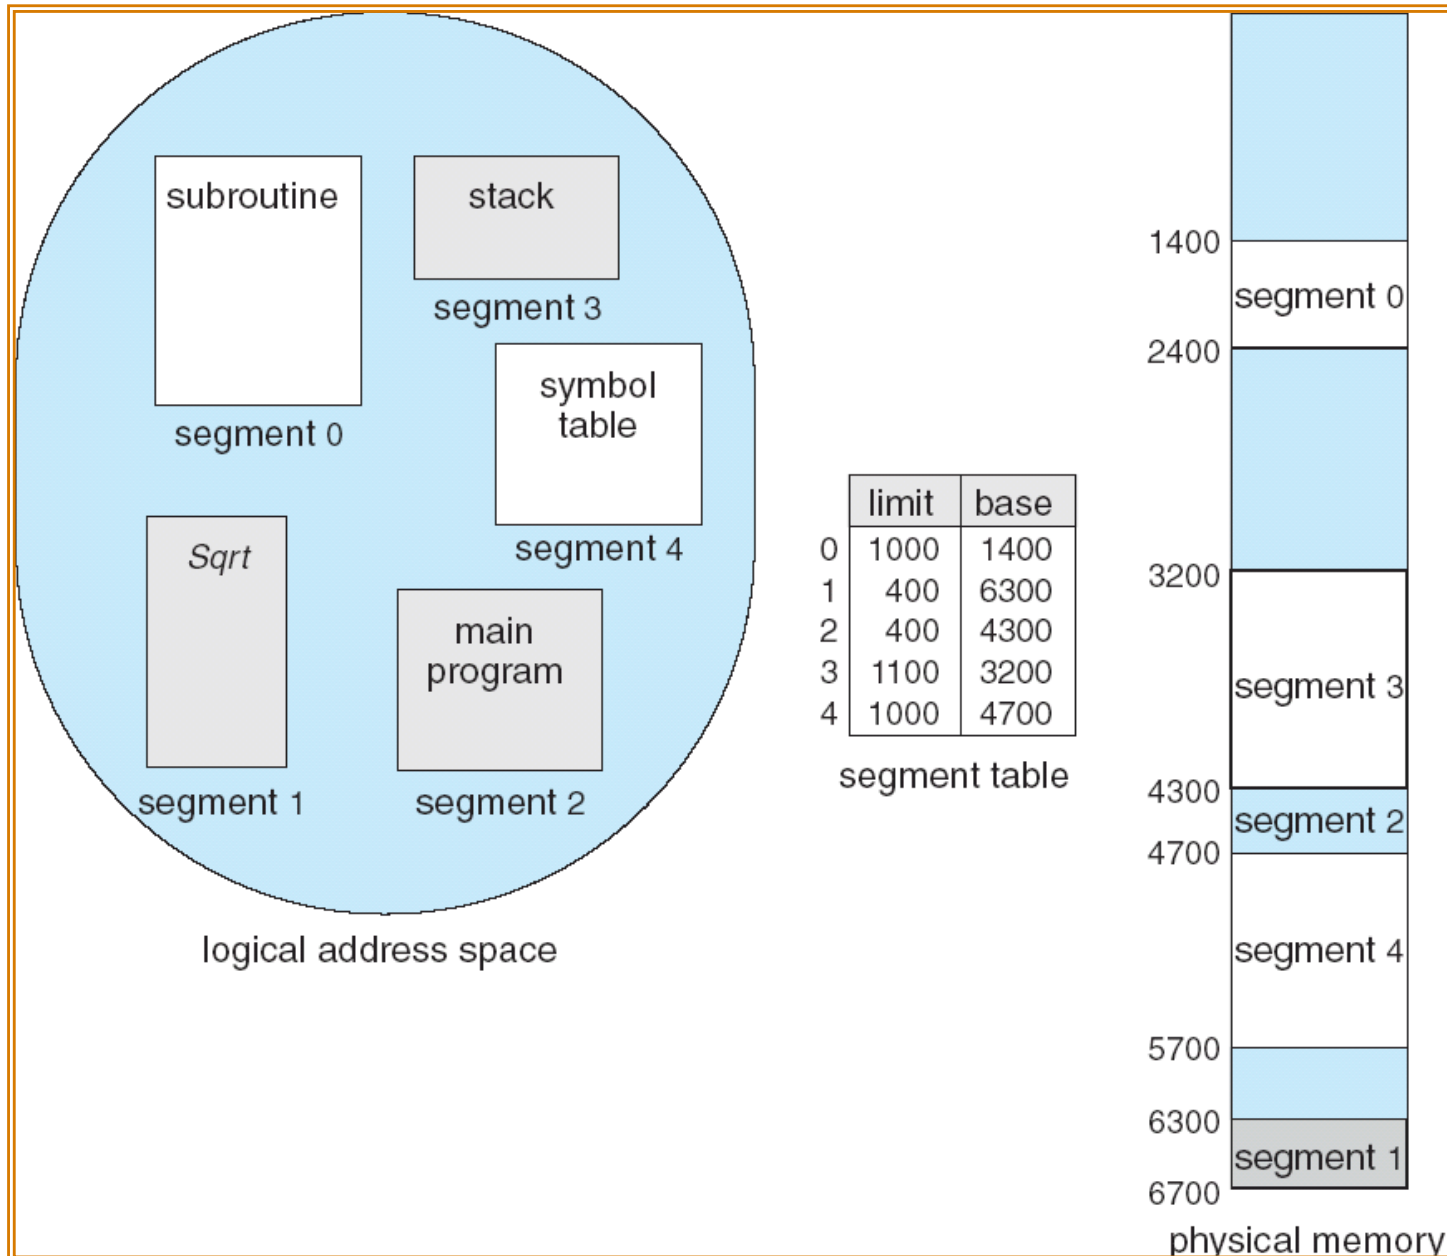 subroutine
stack
segment 3
segment 0
symbol
table
segment 4
Sqrt
segment 1
main
program
segment 2
logical address space
limit base
0 1000 1400
1 400 6300
2 400 4300
3 1100 3200
4 1000 4700
segment table
1400
segment 0
2400
3200
segment 3
4300
segment 2
4700
segment 4
5700
6300
segment 1
6700
physical memory